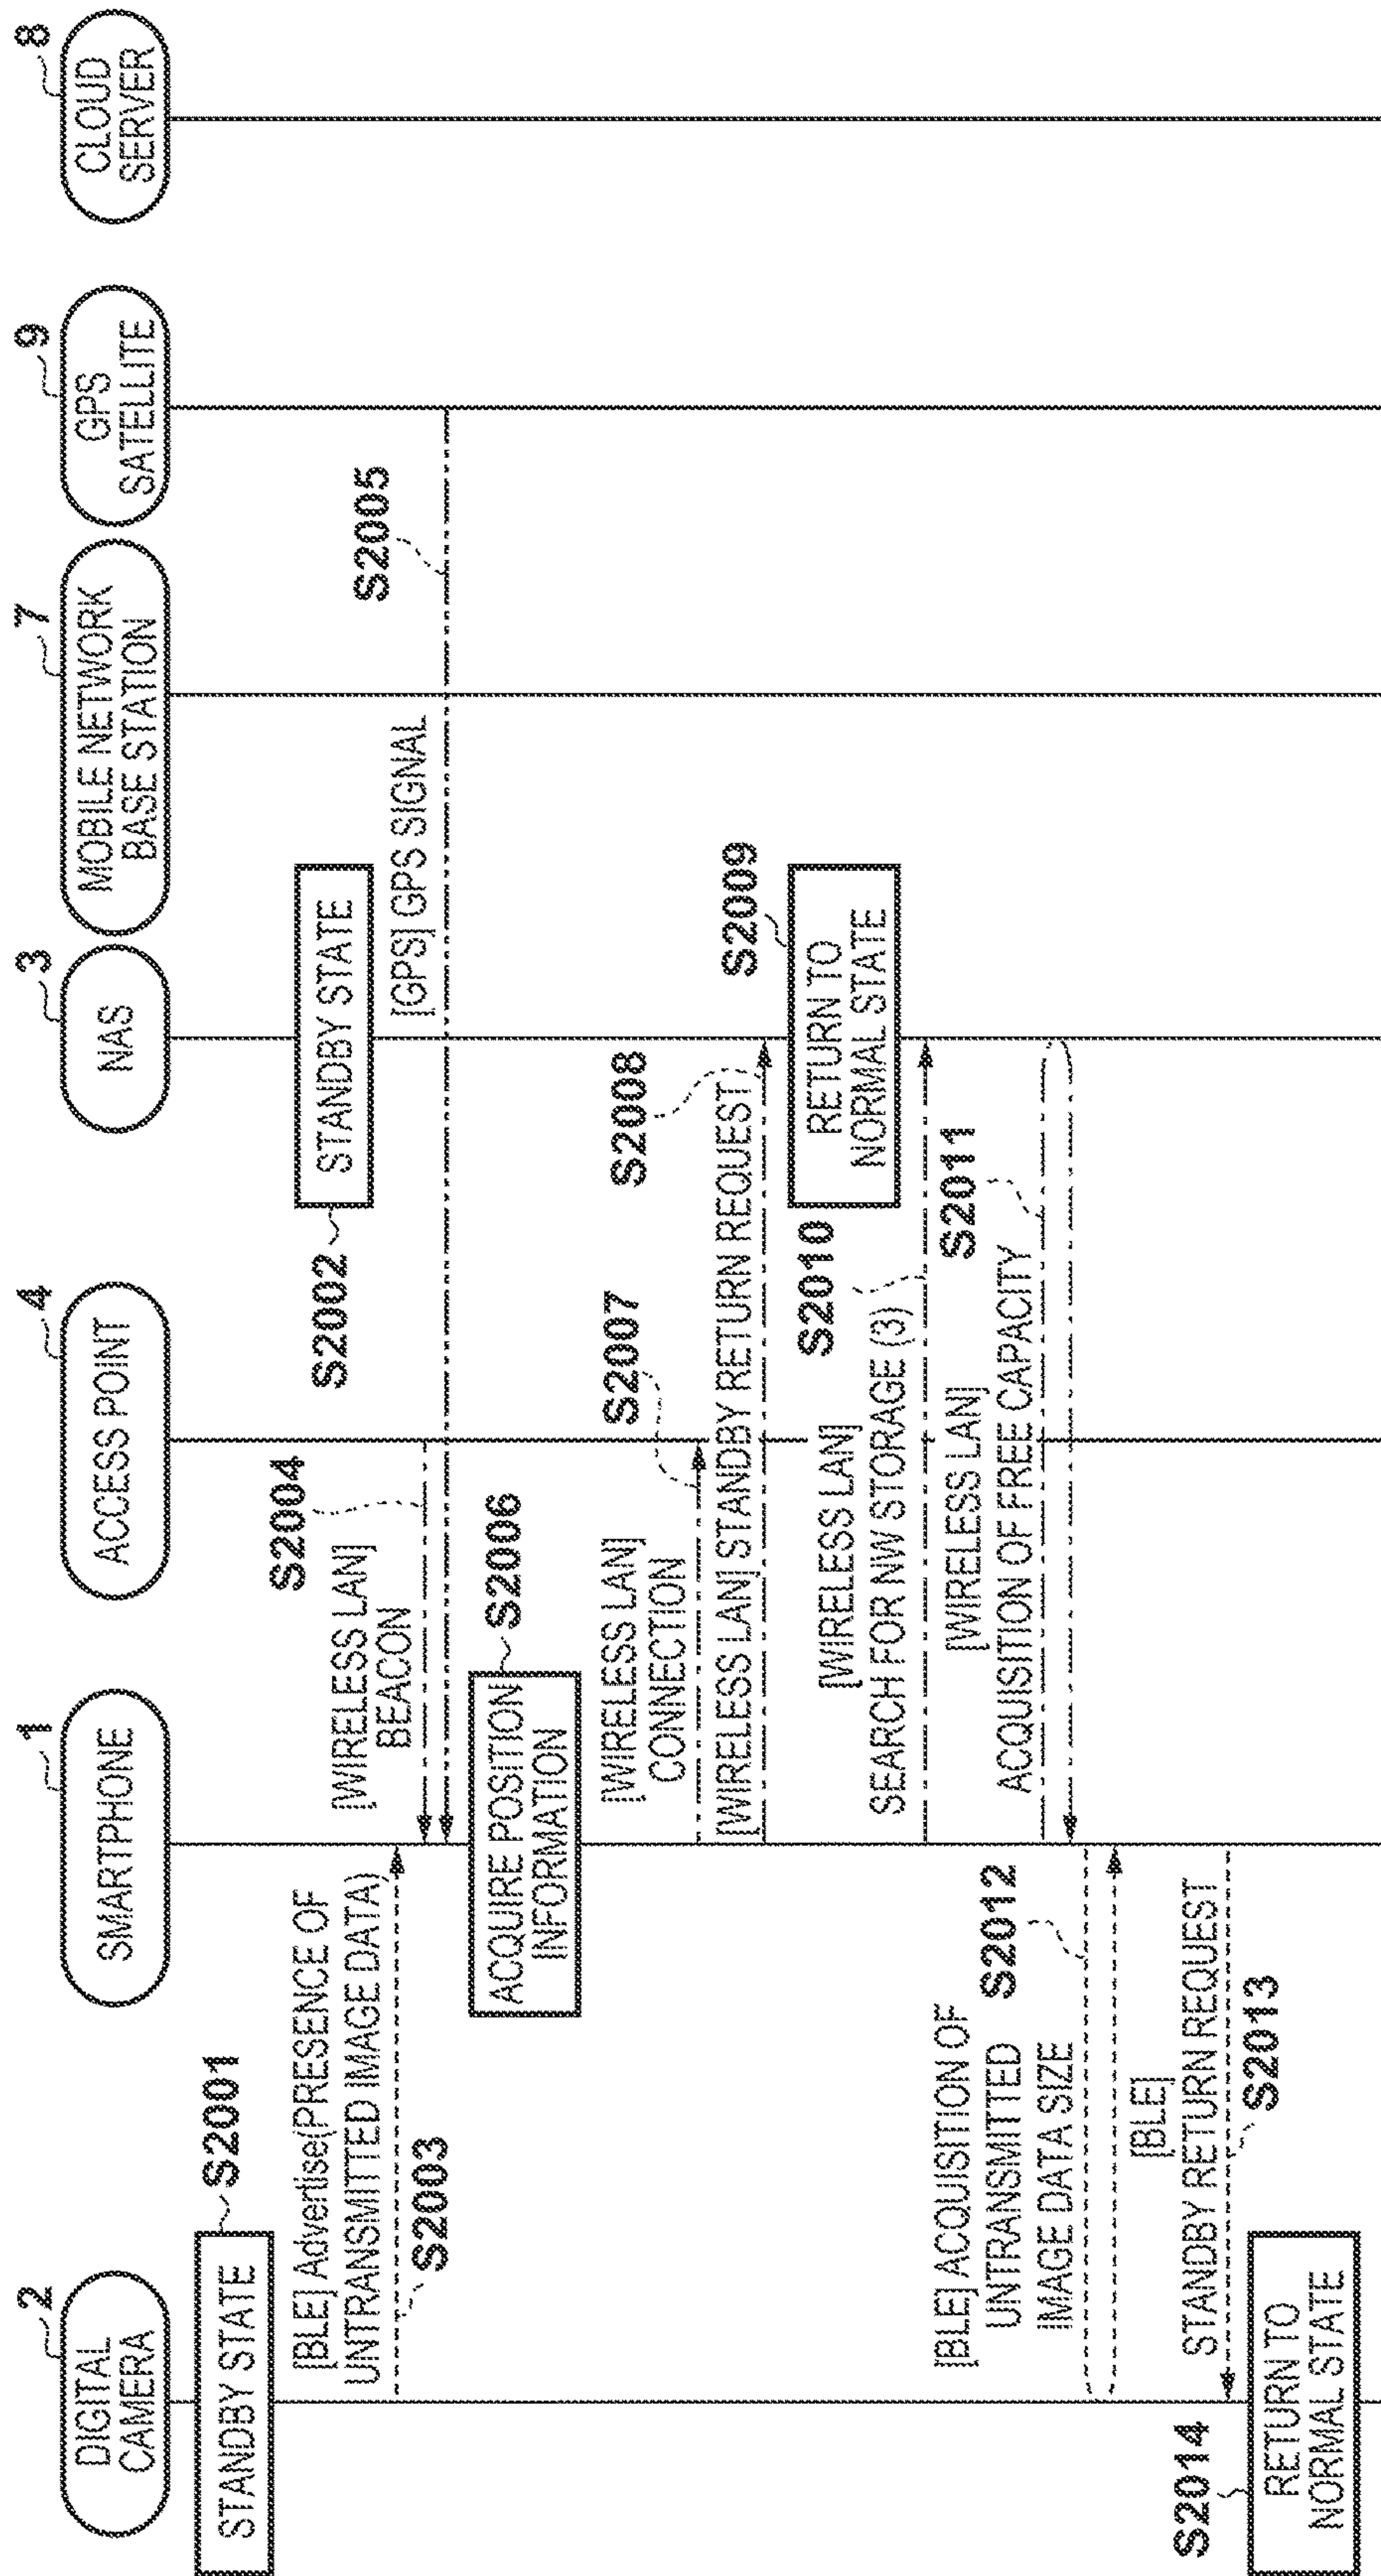 2
DIGITAL
CAMERA
1
SMARTPHONE
4
ACCESS POINT
3
NAS
7
MOBILE NETWORK
BASE STATION
9
GPS
SATELLITE
8
CLOUD
SERVER
STANDBY STATE
S2001
S2002
STANDBY STATE
[BLE] Advertise(PRESENCE OF
UNTRANSMITTED IMAGE DATA)
S2003
[WIRELESS LAN]
BEACON
S2004
[GPS] GPS SIGNAL
S2005
ACQUIRE POSITION
INFORMATION
S2006
[WIRELESS LAN]
CONNECTION
S2007
[WIRELESS LAN] STANDBY RETURN REQUEST
S2008
RETURN TO
NORMAL STATE
S2009
[WIRELESS LAN]
SEARCH FOR NW STORAGE (3)
S2010
[WIRELESS LAN]
ACQUISITION OF FREE CAPACITY
S2011
[BLE] ACQUISITION OF
UNTRANSMITTED
IMAGE DATA SIZE
S2012
[BLE]
STANDBY RETURN REQUEST
S2013
S2014
RETURN TO
NORMAL STATE